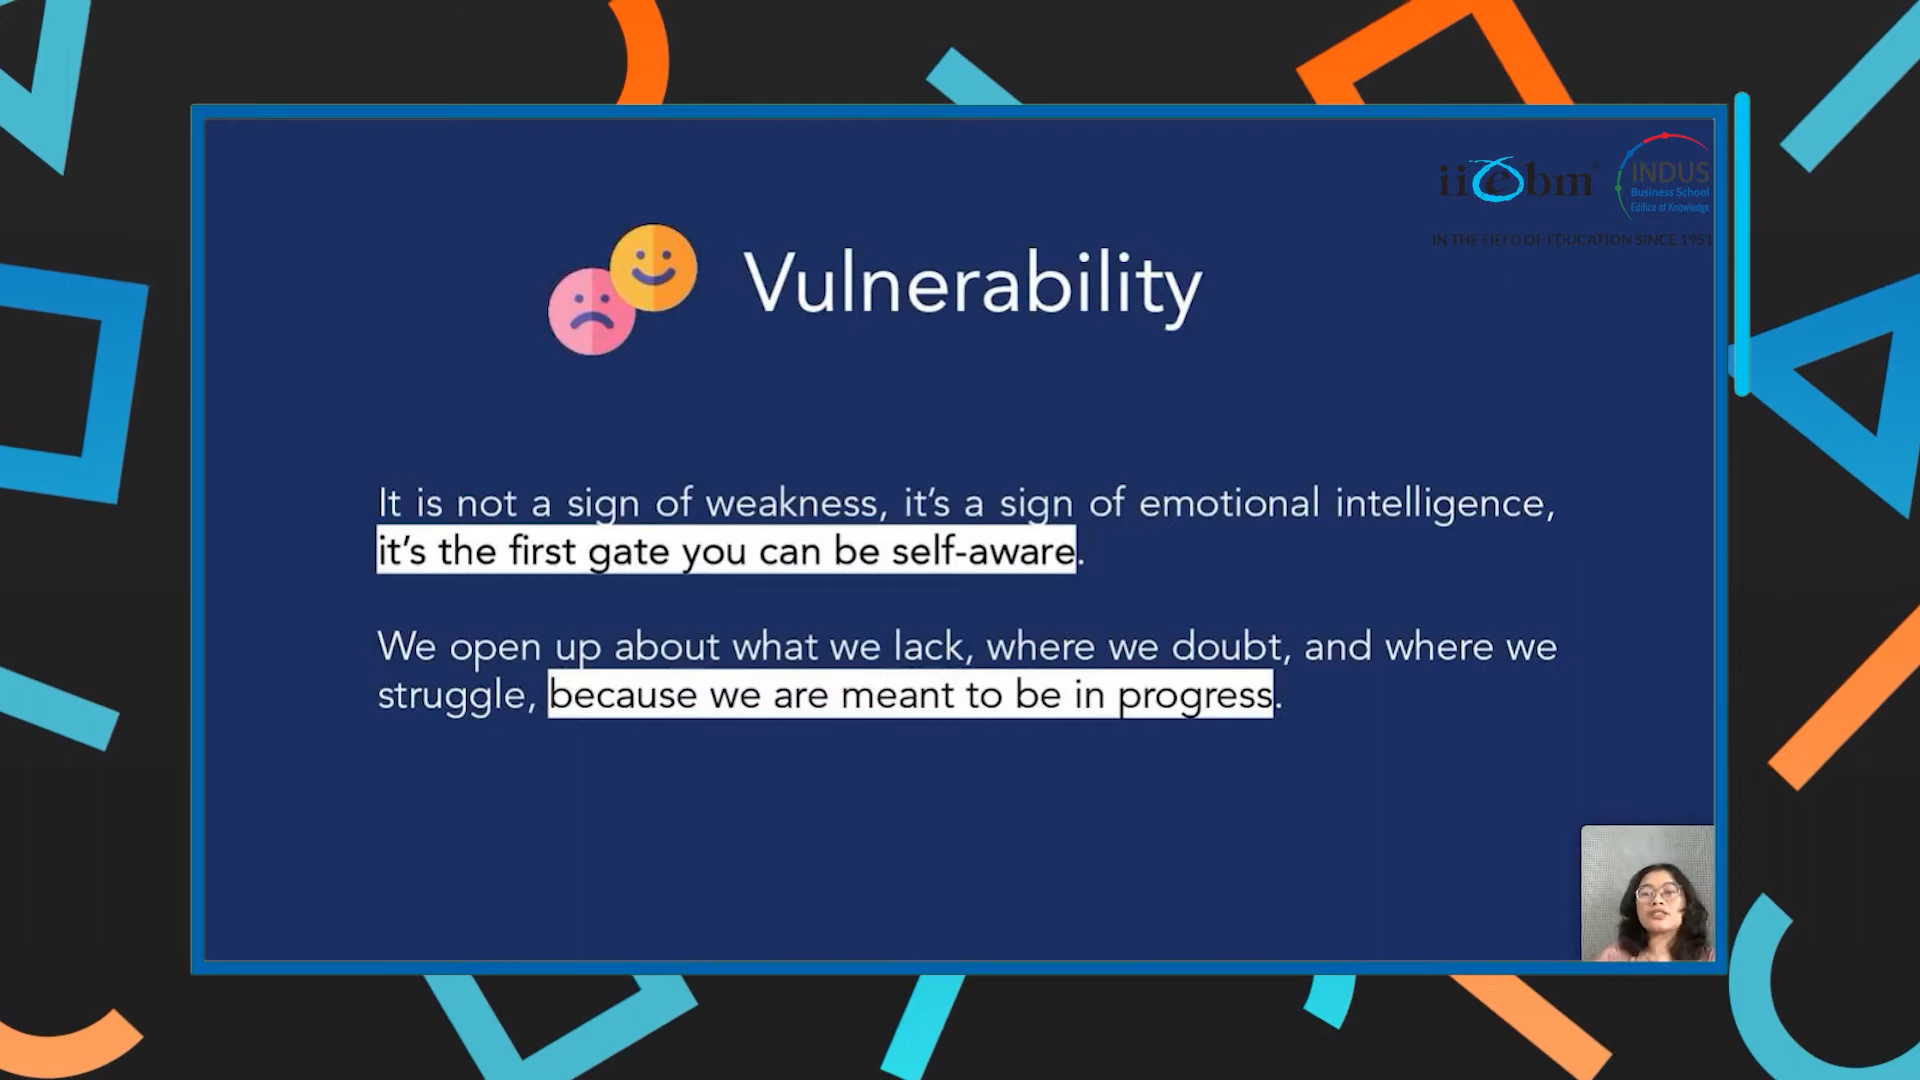 iiebm
INDUS
Business School
Edifice of Knowledge
IN THE FIELD OF EDUCATION SINCE 1951
Vulnerability
It is not a sign of weakness, it’s a sign of emotional intelligence,
it’s the first gate you can be self-aware.
We open up about what we lack, where we doubt, and where we
struggle, because we are meant to be in progress.